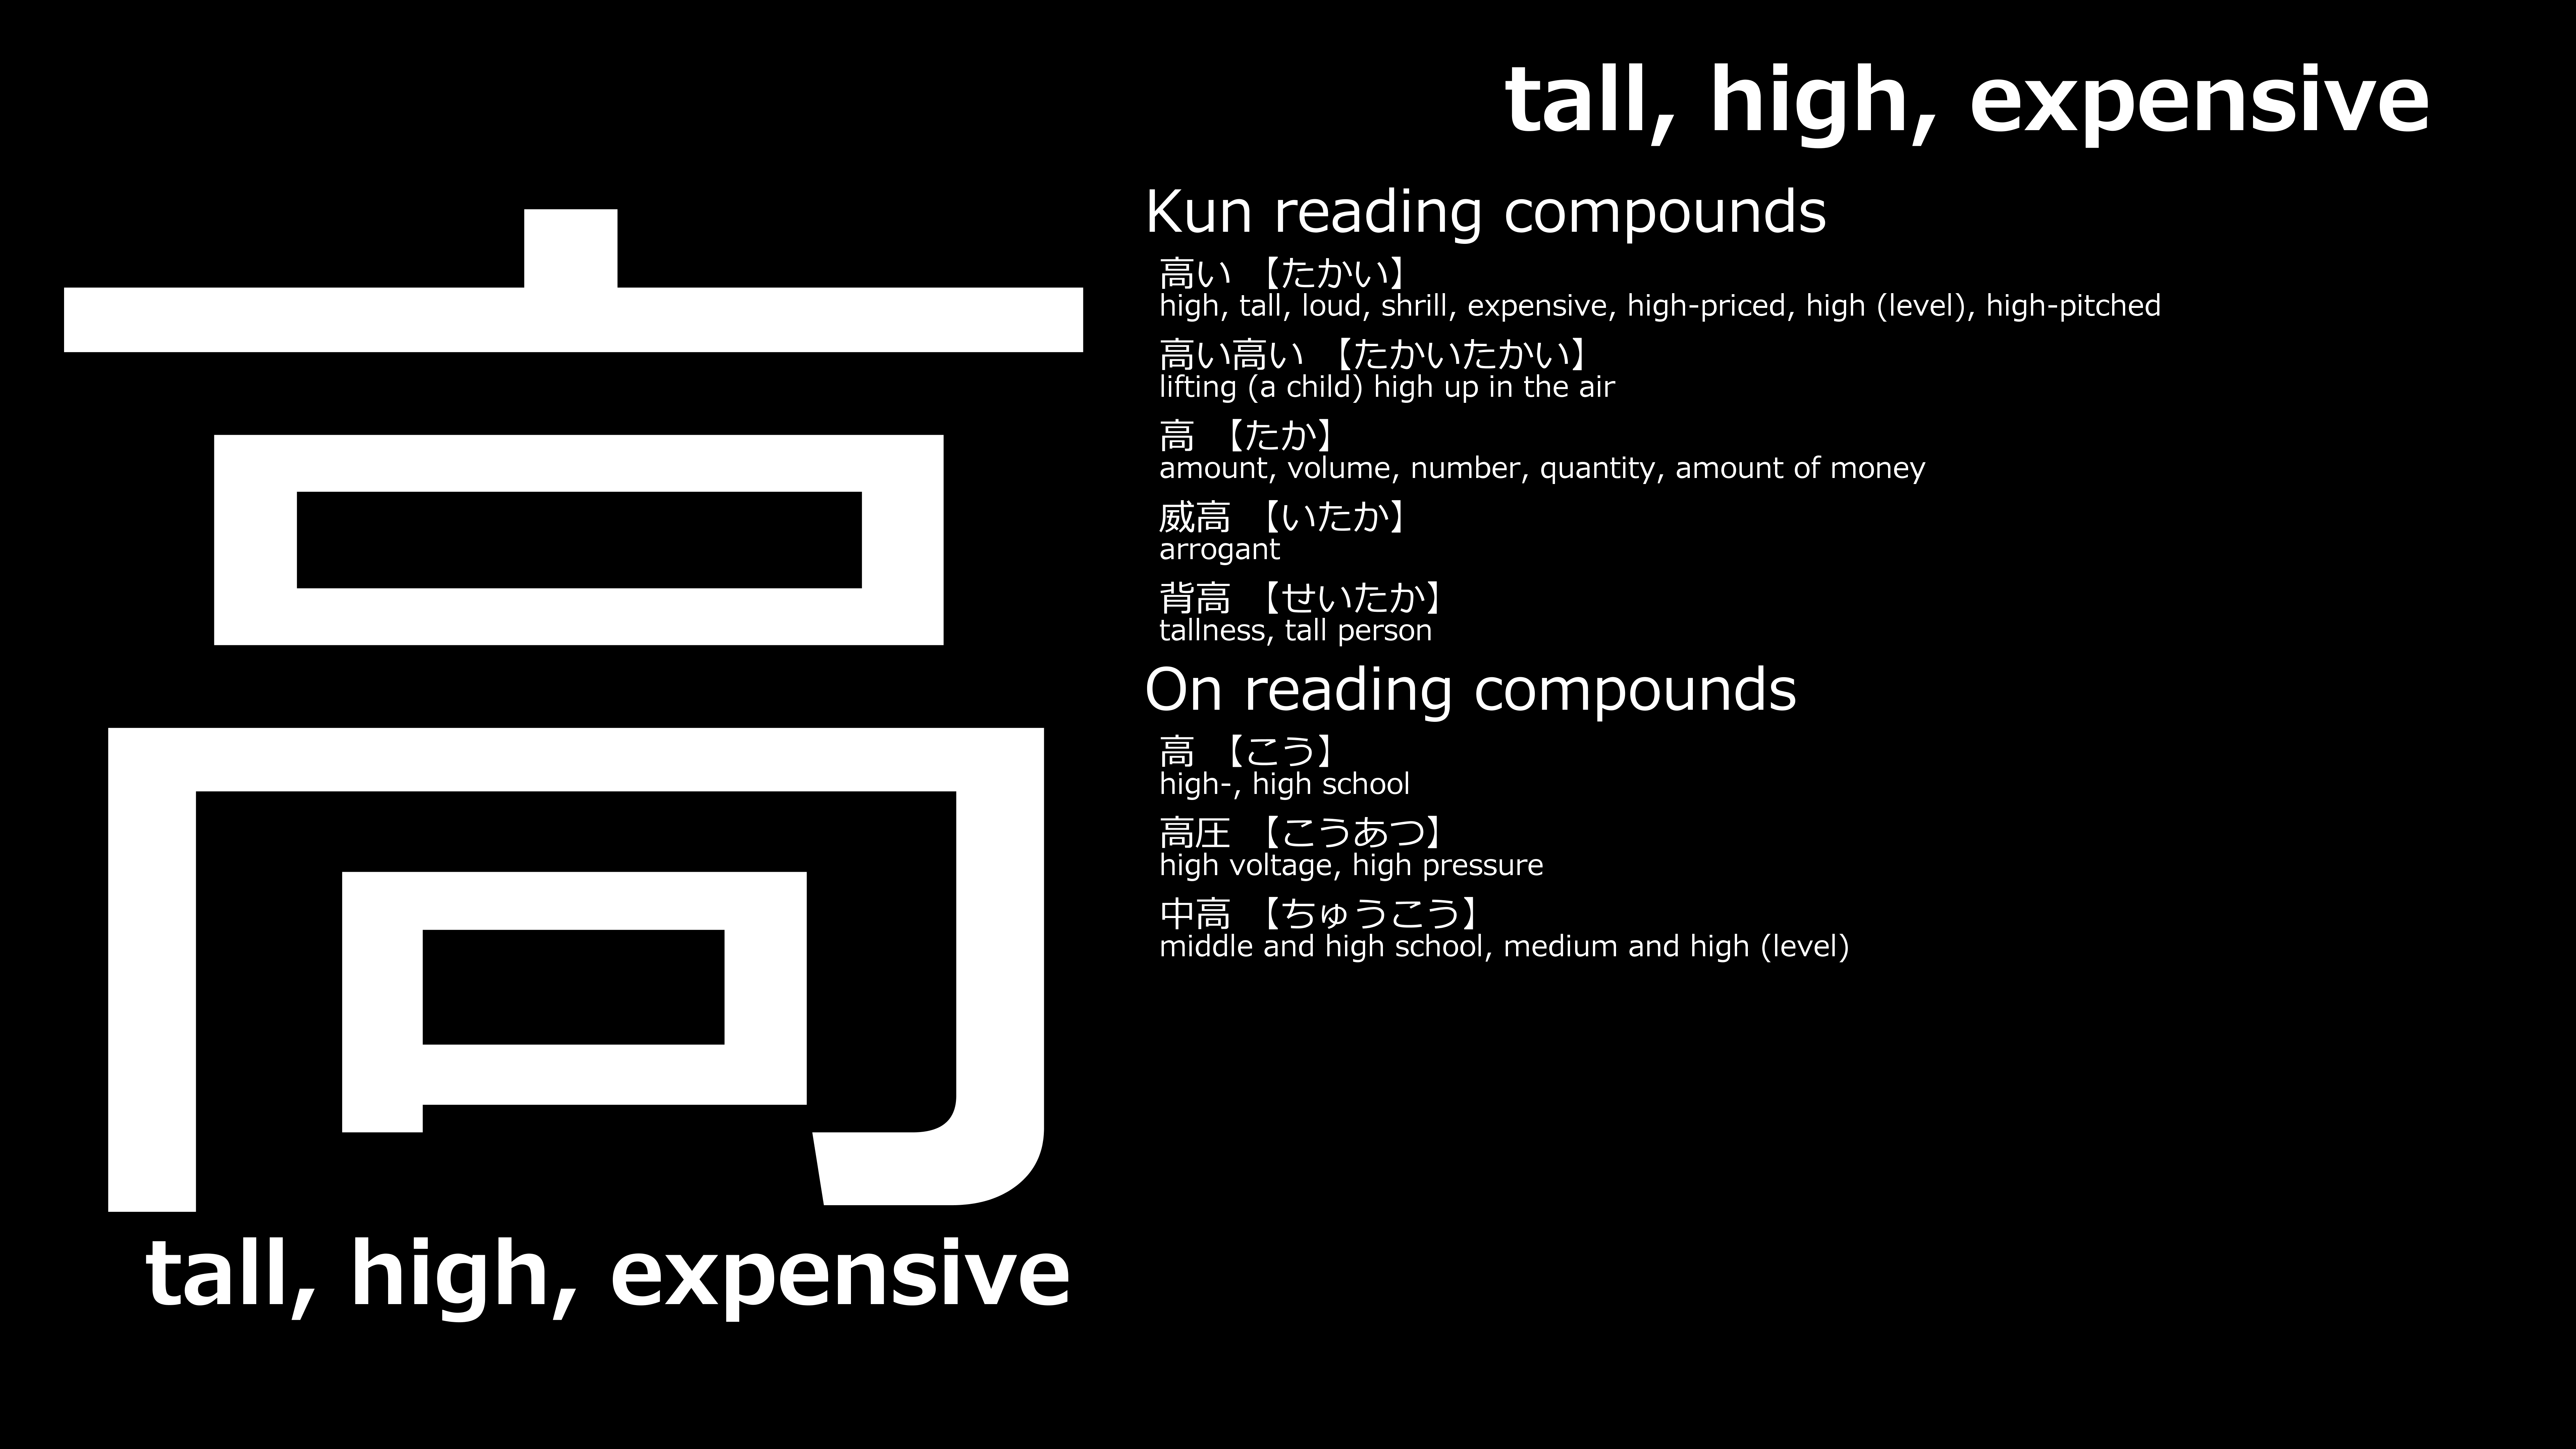 高
tall, high, expensive
tall, high, expensive
Kun reading compounds
高い 【たかい】
high, tall, loud, shrill, expensive, high-priced, high (level), high-pitched
高い高い 【たかいたかい】
lifting (a child) high up in the air
高 【たか】
amount, volume, number, quantity, amount of money
威高 【いたか】
arrogant
背高 【せいたか】
tallness, tall person
On reading compounds
高 【こう】
high-, high school
高圧 【こうあつ】
high voltage, high pressure
中高 【ちゅうこう】
middle and high school, medium and high (level)